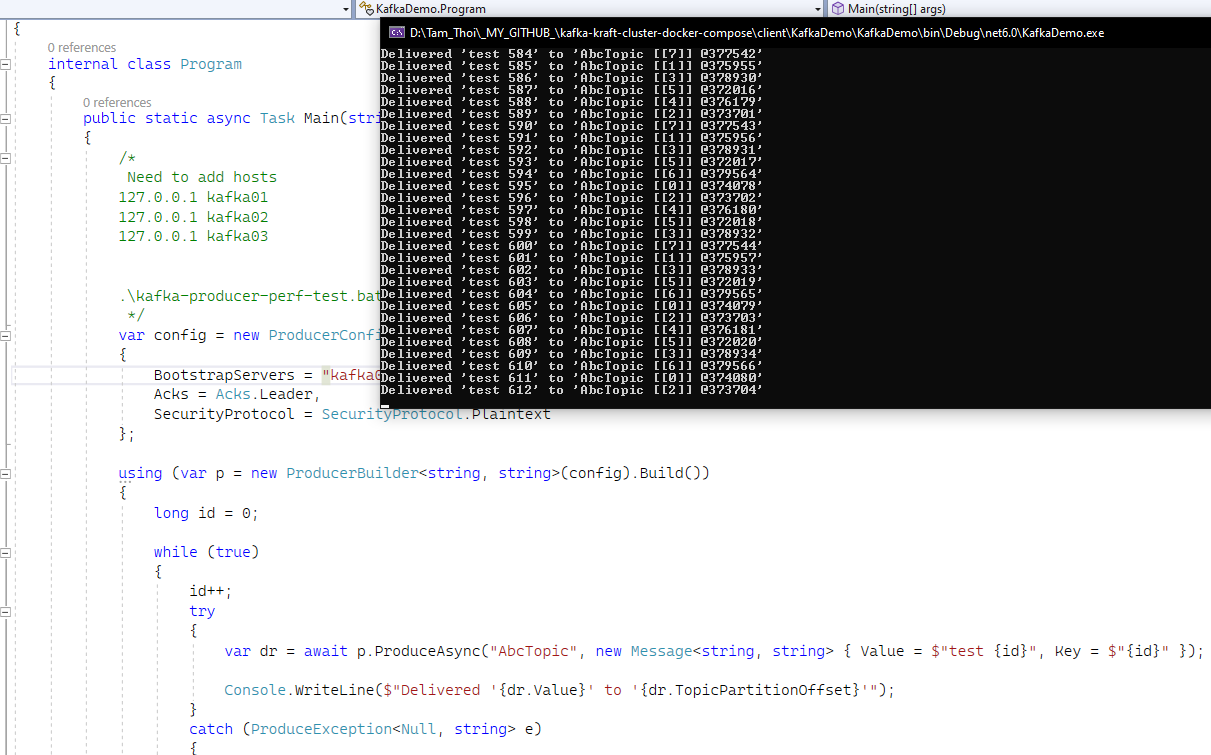 KafkaDemo.Program
Main(string[] args)
{
0 references
internal class Program
{
0 references
public static async Task Main(stri
{
/*
Need to add hosts
127.0.0.1 kafka01
127.0.0.1 kafka02
127.0.0.1 kafka03
.\kafka-producer-perf-test.bat
*/
var config = new ProducerConfi
{
BootstrapServers = "kafka0
Acks = Acks.Leader,
SecurityProtocol = SecurityProtocol.Plaintext
};
using (var p = new ProducerBuilder<string, string>(config).Build())
{
long id = 0;
while (true)
{
id++;
try
{
var dr = await p.ProduceAsync("AbcTopic", new Message<string, string> { Value = $"test {id}", Key = $"{id}" });
Console.WriteLine($"Delivered '{dr.Value}' to '{dr.TopicPartitionOffset}'");
}
catch (ProduceException<Null, string> e)
{
D:\Tam_Thoi\_MY_GITHUB_\kafka-kraft-cluster-docker-compose\client\KafkaDemo\KafkaDemo\bin\Debug\net6.0\KafkaDemo.exe
Delivered 'test 584' to 'AbcTopic [[7]] @377542'
Delivered 'test 585' to 'AbcTopic [[1]] @375955'
Delivered 'test 586' to 'AbcTopic [[3]] @378930'
Delivered 'test 587' to 'AbcTopic [[5]] @372016'
Delivered 'test 588' to 'AbcTopic [[4]] @376179'
Delivered 'test 589' to 'AbcTopic [[2]] @373701'
Delivered 'test 590' to 'AbcTopic [[7]] @377543'
Delivered 'test 591' to 'AbcTopic [[1]] @375956'
Delivered 'test 592' to 'AbcTopic [[3]] @378931'
Delivered 'test 593' to 'AbcTopic [[5]] @372017'
Delivered 'test 594' to 'AbcTopic [[6]] @379564'
Delivered 'test 595' to 'AbcTopic [[0]] @374078'
Delivered 'test 596' to 'AbcTopic [[2]] @373702'
Delivered 'test 597' to 'AbcTopic [[4]] @376180'
Delivered 'test 598' to 'AbcTopic [[5]] @372018'
Delivered 'test 599' to 'AbcTopic [[3]] @378932'
Delivered 'test 600' to 'AbcTopic [[7]] @377544'
Delivered 'test 601' to 'AbcTopic [[1]] @375957'
Delivered 'test 602' to 'AbcTopic [[3]] @378933'
Delivered 'test 603' to 'AbcTopic [[5]] @372019'
Delivered 'test 604' to 'AbcTopic [[6]] @379565'
Delivered 'test 605' to 'AbcTopic [[0]] @374079'
Delivered 'test 606' to 'AbcTopic [[2]] @373703'
Delivered 'test 607' to 'AbcTopic [[4]] @376181'
Delivered 'test 608' to 'AbcTopic [[5]] @372020'
Delivered 'test 609' to 'AbcTopic [[3]] @378934'
Delivered 'test 610' to 'AbcTopic [[6]] @379566'
Delivered 'test 611' to 'AbcTopic [[0]] @374080'
Delivered 'test 612' to 'AbcTopic [[2]] @373704'